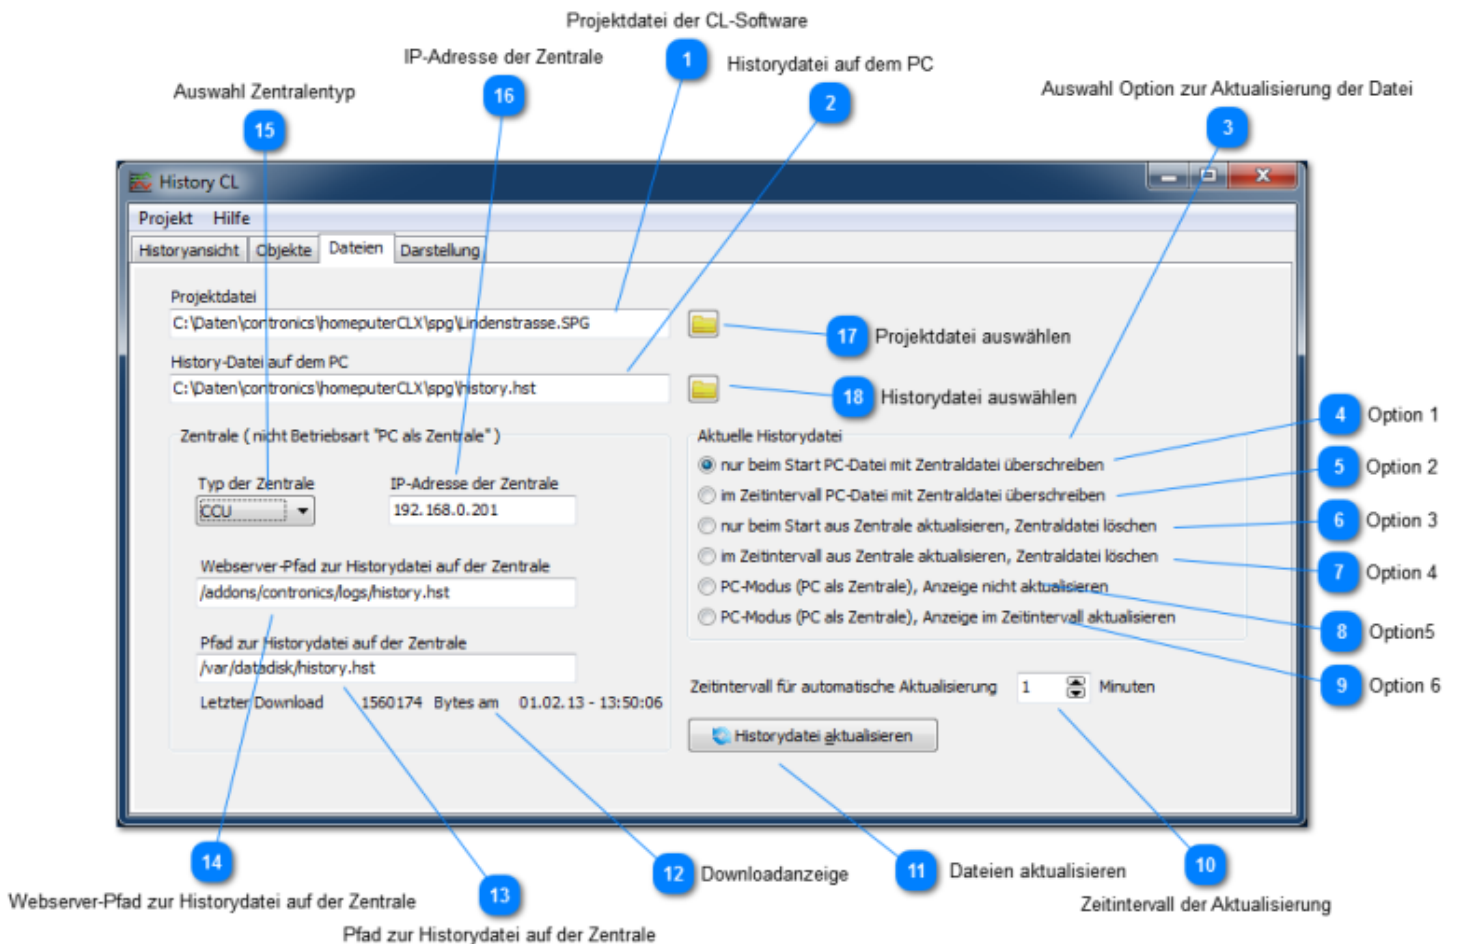 Projektdatei der CL-Software
IP-Adresse der Zentrale
1
Historydatei auf dem PC
Auswahl Zentralentyp
16
2
Auswahl Option zur Aktualisierung der Datei
15
3
History CL
Projekt Hilfe
Historyansicht Objekte Dateien Darstellung
Projektdatei
C:\Daten\contronics\homeputerCLX\spg\Lindenstrasse.SPG
17 Projektdatei auswählen
History-Datei auf dem PC
C:\Daten\contronics\homeputerCLX\spg\history.hst
18 Historydatei auswählen
Zentrale ( nicht Betriebsart "PC als Zentrale" )
Typ der Zentrale
IP-Adresse der Zentrale
CCU
192.168.0.201
Webserver-Pfad zur Historydatei auf der Zentrale
/addons/contronics/logs/history.hst
Pfad zur Historydatei auf der Zentrale
/var/datadisk/history.hst
Letzter Download 1560174 Bytes am 01.02.13 - 13:50:06
Aktuelle Historydatei
nur beim Start PC-Datei mit Zentraldatei überschreiben
4 Option 1
im Zeitintervall PC-Datei mit Zentraldatei überschreiben
5 Option 2
nur beim Start aus Zentrale aktualisieren, Zentraldatei löschen
6 Option 3
im Zeitintervall aus Zentrale aktualisieren, Zentraldatei löschen
7 Option 4
PC-Modus (PC als Zentrale), Anzeige nicht aktualisieren
8 Option5
PC-Modus (PC als Zentrale), Anzeige im Zeitintervall aktualisieren
9 Option 6
Zeitintervall für automatische Aktualisierung 1 Minuten
Historydatei aktualisieren
14
Webserver-Pfad zur Historydatei auf der Zentrale
13
Pfad zur Historydatei auf der Zentrale
12 Downloadanzeige
11 Dateien aktualisieren
10
Zeitintervall der Aktualisierung